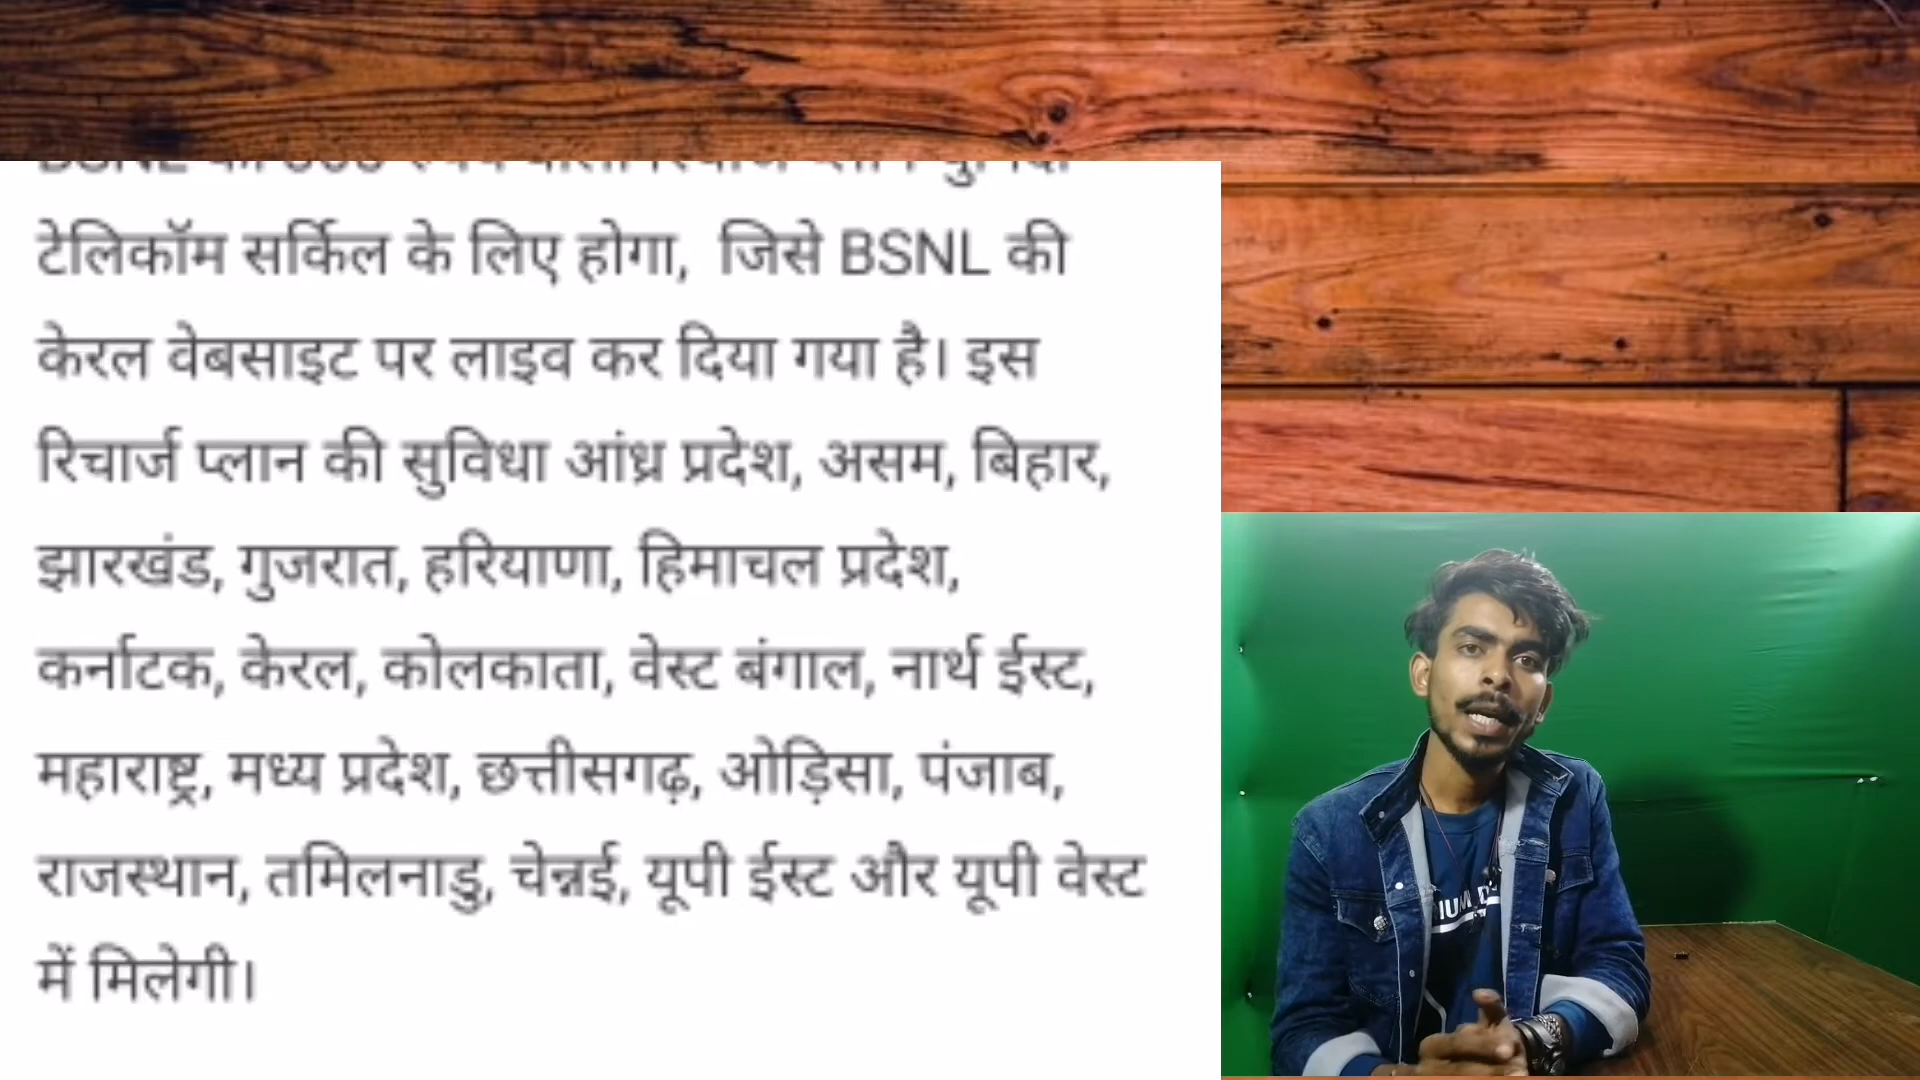 टेलिकॉम सर्किल के लिए होगा, जिसे BSNL की
केरल वेबसाइट पर लाइव कर दिया गया है। इस
रिचार्ज प्लान की सुविधा आंध्र प्रदेश, असम, बिहार,
झारखंड, गुजरात, हरियाणा, हिमाचल प्रदेश,
कर्नाटक, केरल, कोलकाता, वेस्ट बंगाल, नार्थ ईस्ट,
महाराष्ट्र, मध्य प्रदेश, छत्तीसगढ़, ओड़िसा, पंजाब,
राजस्थान, तमिलनाडु, चेन्नई, यूपी ईस्ट और यूपी वेस्ट
में मिलेगी।